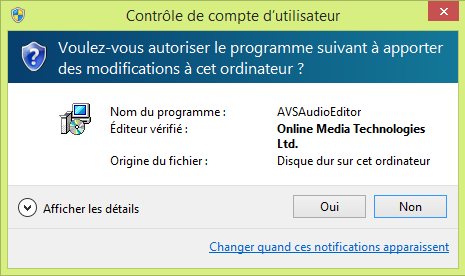 Contrôle de compte d'utilisateur
Voulez-vous autoriser le programme suivant à apporter
des modifications à cet ordinateur ?
Nom du programme : AVSAudioEditor
Éditeur vérifié : Online Media Technologies
Ltd.
Origine du fichier : Disque dur sur cet ordinateur
Afficher les détails Oui Non
Changer quand ces notifications apparaissent